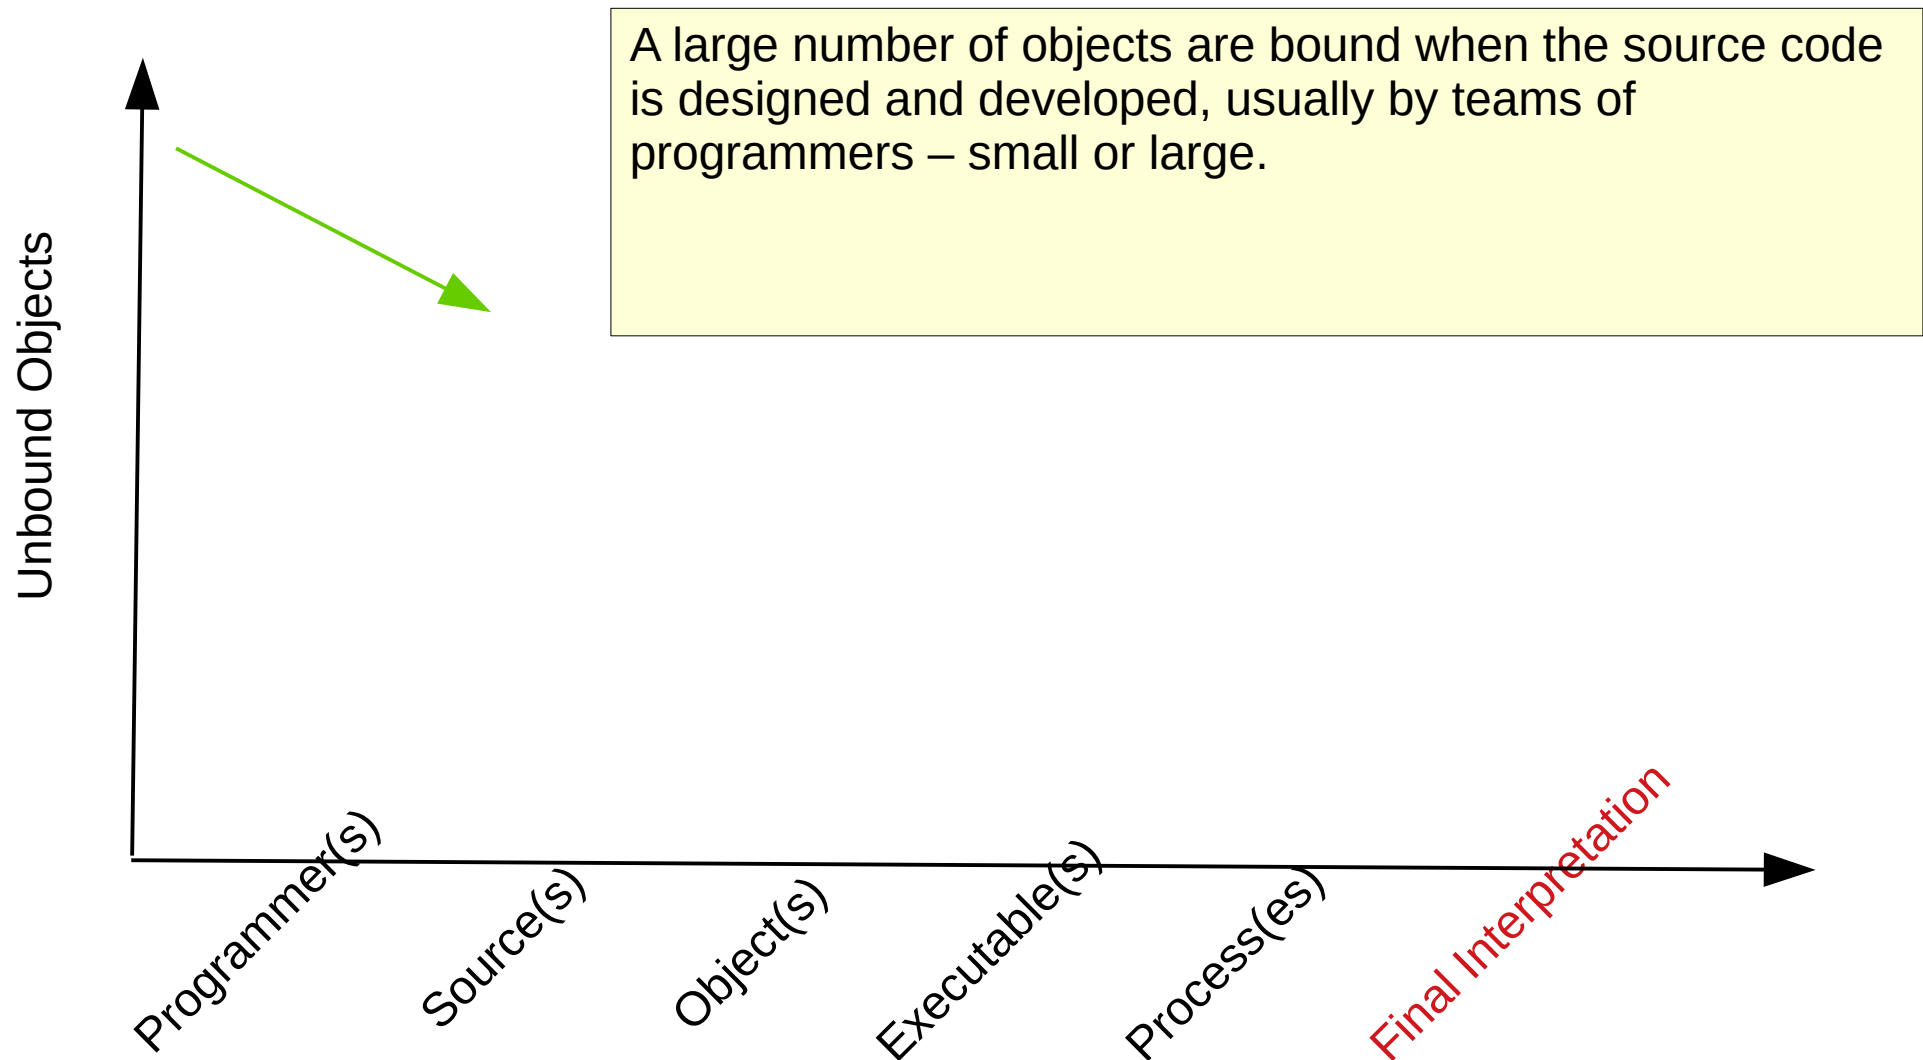 A large number of objects are bound when the source code
is designed and developed, usually by teams of
programmers – small or large.
Unbound Objects
Programmer(s)
Source(s)
Object(s)
Executable(s)
Process(es)
Final Interpretation